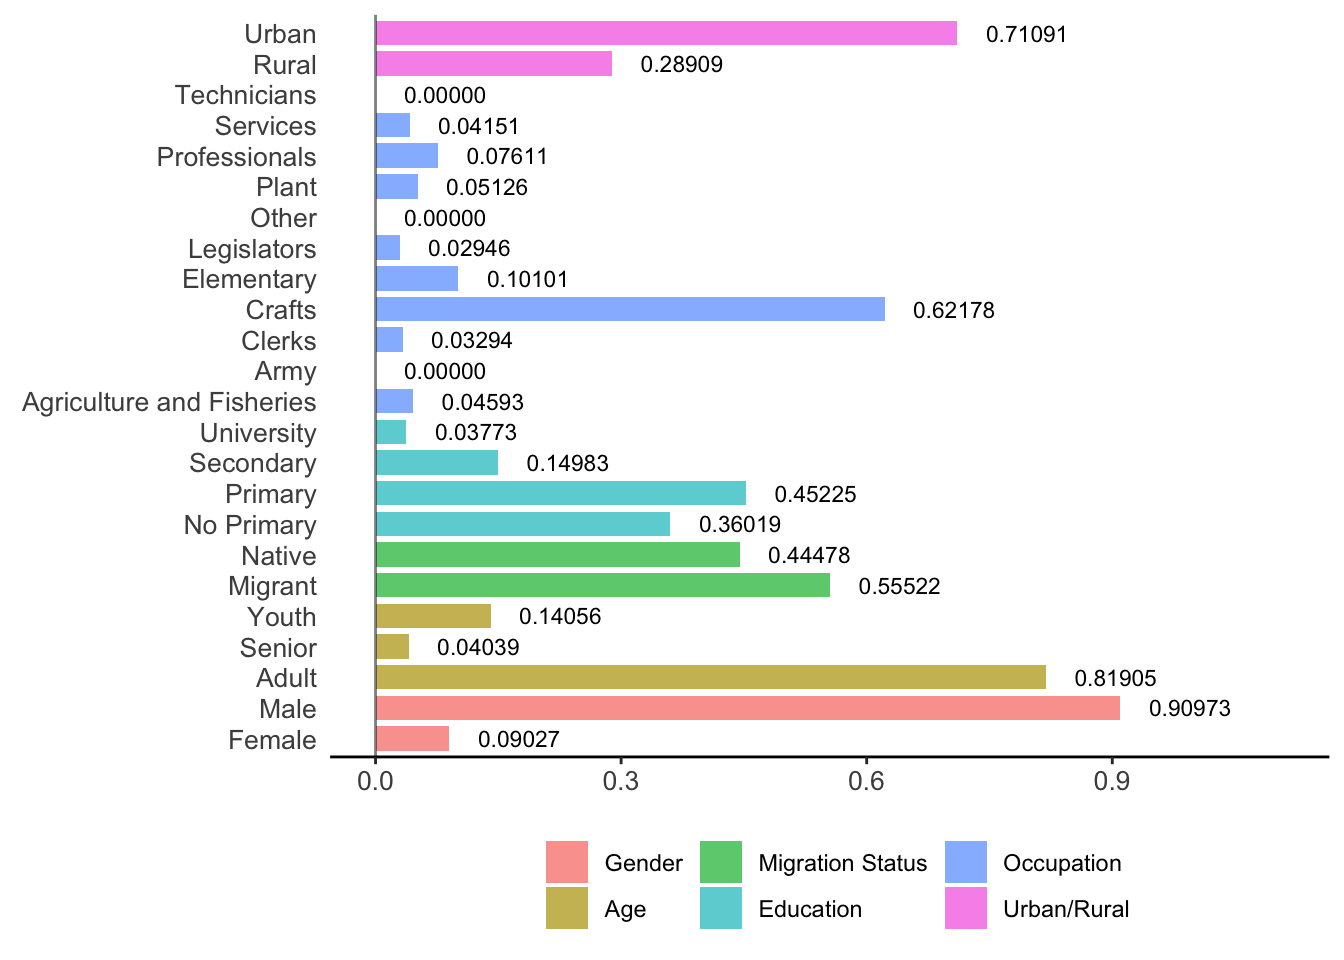 Urban 0.71091
Rural 0.28909
Technicians 0.00000
Services 0.04151
Professionals 0.07611
Plant 0.05126
Other 0.00000
Legislators 0.02946
Elementary 0.10101
Crafts 0.62178
Clerks 0.03294
Army 0.00000
Agriculture and Fisheries 0.04593
University 0.03773
Secondary 0.14983
Primary 0.45225
No Primary 0.36019
Native 0.44478
Migrant 0.55522
Youth 0.14056
Senior 0.04039
Adult 0.81905
Male 0.90973
Female 0.09027
0.0 0.3 0.6 0.9
Gender Migration Status Occupation
Age Education Urban/Rural